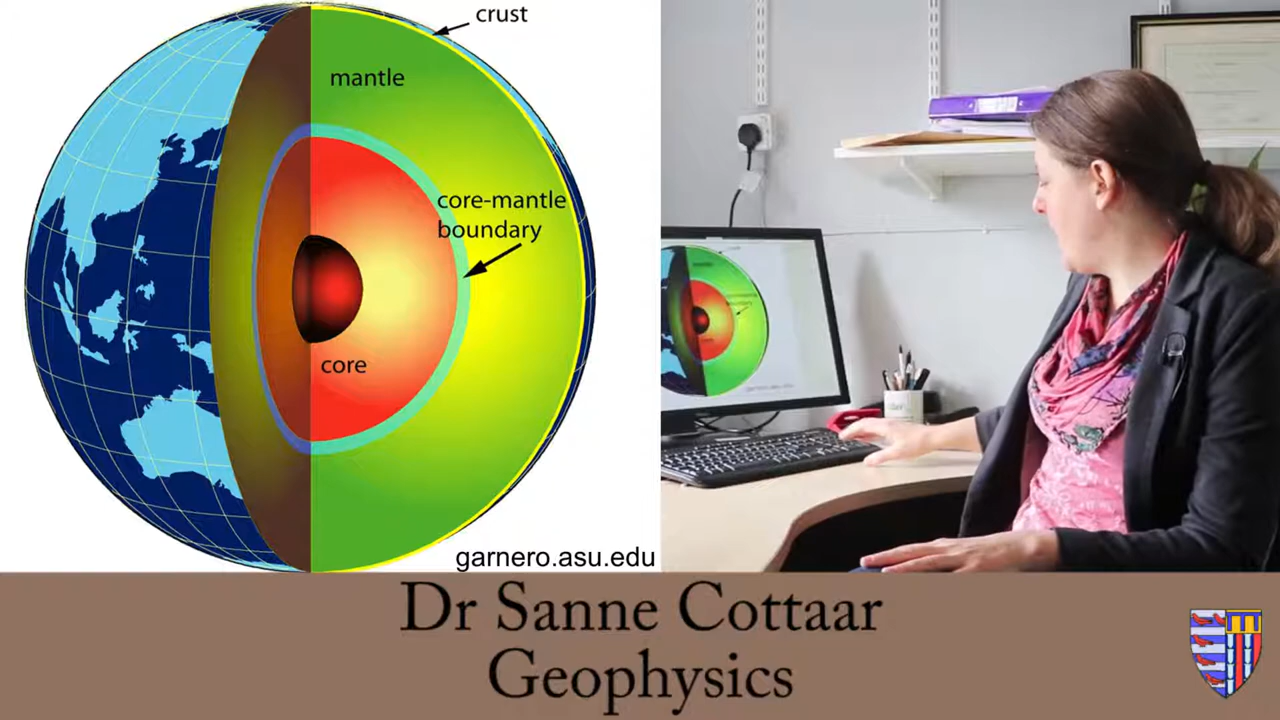 crust
mantle
core-mantle
boundary
core
garnero.asu.edu
Dr Sanne Cottaar
Geophysics